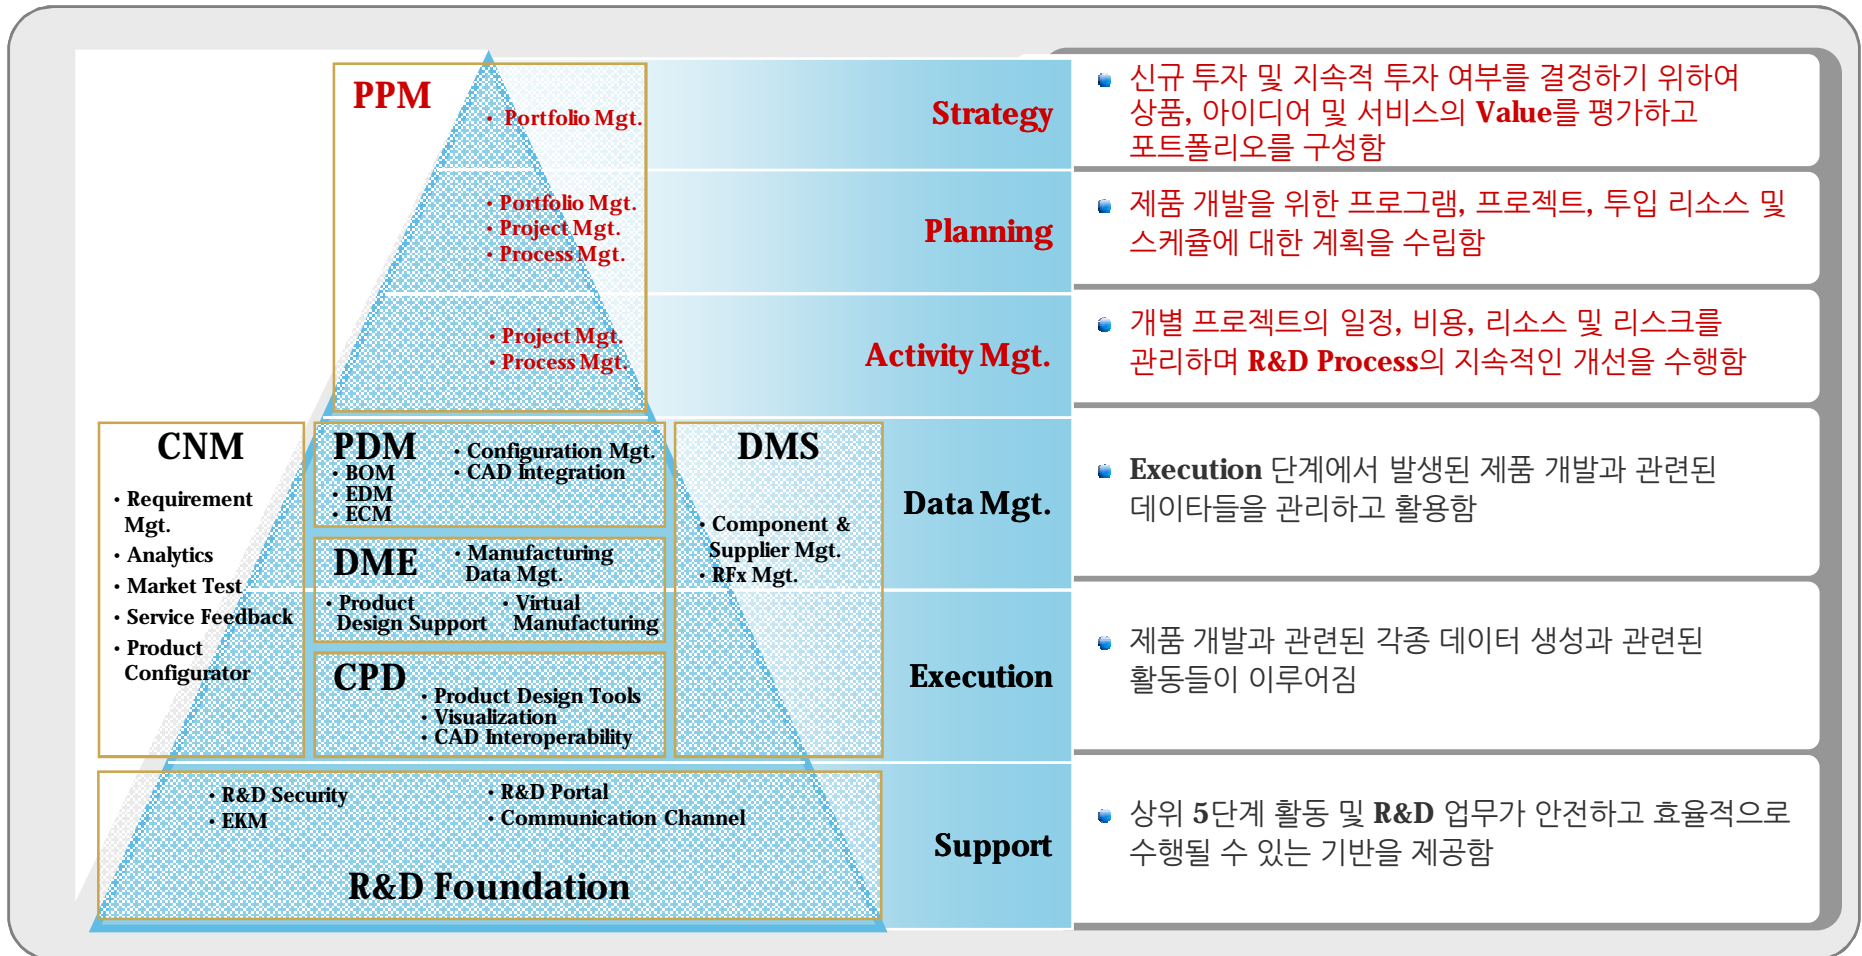 PPM
• Portfolio Mgt.
Strategy
신규 투자 및 지속적 투자 여부를 결정하기 위하여
상품, 아이디어 및 서비스의 Value를 평가하고
포트폴리오를 구성함
• Portfolio Mgt.
• Project Mgt.
• Process Mgt.
Planning
제품 개발을 위한 프로그램, 프로젝트, 투입 리소스 및
스케쥴에 대한 계획을 수립함
• Project Mgt.
• Process Mgt.
Activity Mgt.
개별 프로젝트의 일정, 비용, 리소스 및 리스크를
관리하며 R&D Process의 지속적인 개선을 수행함
CNM
• Requirement
Mgt.
• Analytics
• Market Test
• Service Feedback
• Product
Configurator
PDM
• BOM
• EDM
• ECM
• Configuration Mgt.
• CAD Integration
DME
• Manufacturing
Data Mgt.
• Product
Design Support
• Virtual
Manufacturing
CPD
• Product Design Tools
• Visualization
• CAD Interoperability
DMS
• Component &
Supplier Mgt.
• RFx Mgt.
Data Mgt.
Execution 단계에서 발생된 제품 개발과 관련된
데이타들을 관리하고 활용함
Execution
제품 개발과 관련된 각종 데이터 생성과 관련된
활동들이 이루어짐
• R&D Security
• EKM
• R&D Portal
• Communication Channel
R&D Foundation
Support
상위 5단계 활동 및 R&D 업무가 안전하고 효율적으로
수행될 수 있는 기반을 제공함